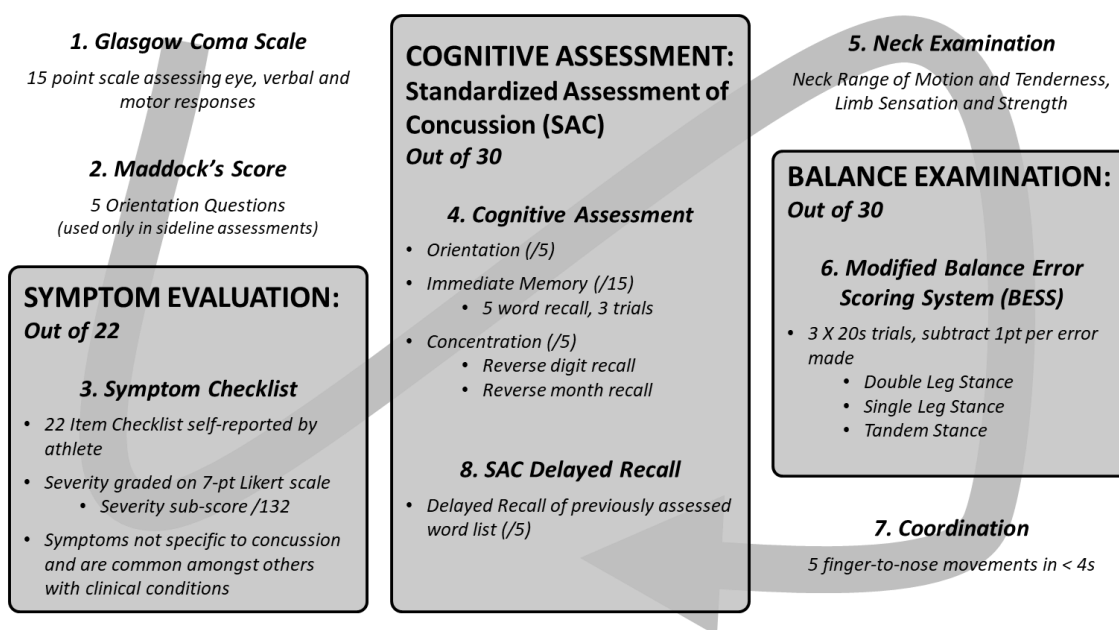 1. Glasgow Coma Scale
15 point scale assessing eye, verbal and
motor responses
2. Maddock's Score
5 Orientation Questions
(used only in sideline assessments)
SYMPTOM EVALUATION:
Out of 22
3. Symptom Checklist
• 22 Item Checklist self-reported by
athlete
• Severity graded on 7-pt Likert scale
• Severity sub-score /132
• Symptoms not specific to concussion
and are common amongst others
with clinical conditions
COGNITIVE ASSESSMENT:
Standardized Assessment of
Concussion (SAC)
Out of 30
4. Cognitive Assessment
• Orientation (/5)
• Immediate Memory (/15)
• 5 word recall, 3 trials
• Concentration (/5)
• Reverse digit recall
• Reverse month recall
8. SAC Delayed Recall
• Delayed Recall of previously assessed
word list (/5)
5. Neck Examination
Neck Range of Motion and Tenderness,
Limb Sensation and Strength
BALANCE EXAMINATION:
Out of 30
6. Modified Balance Error
Scoring System (BESS)
• 3 X 20s trials, subtract 1pt per error
made
• Double Leg Stance
• Single Leg Stance
• Tandem Stance
7. Coordination
5 finger-to-nose movements in < 4s